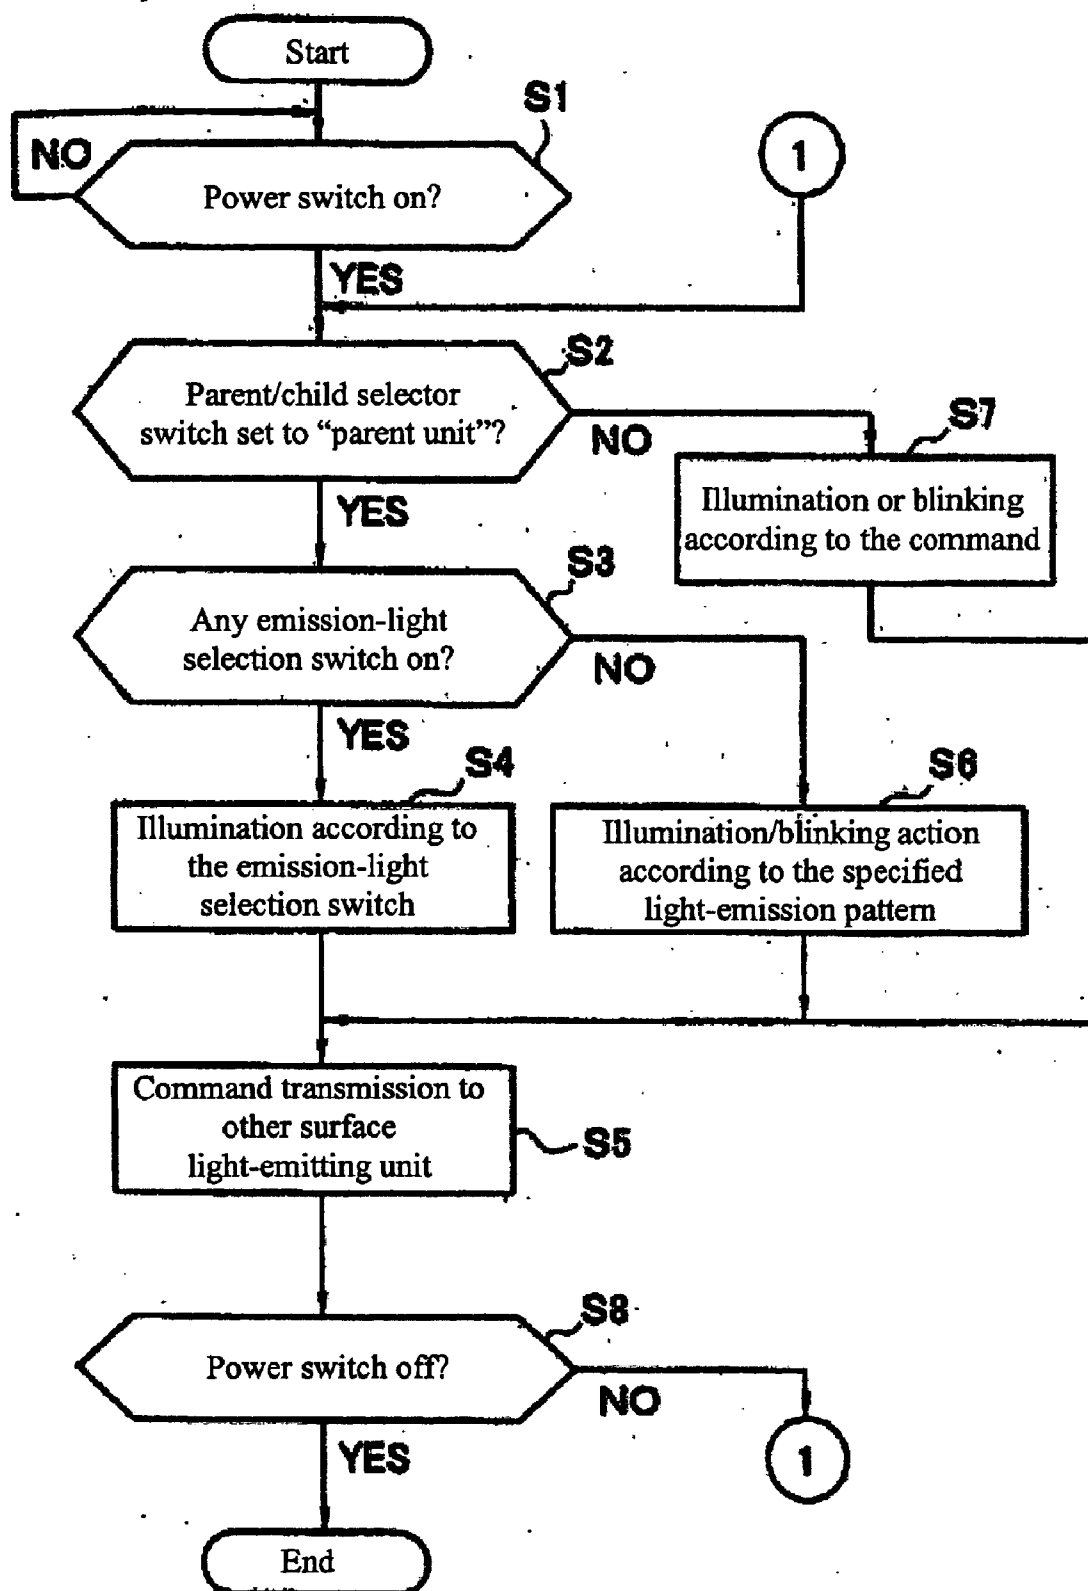 Start
S1
NO
1
Power switch on?
YES
S2
Parent/child selector
switch set to “parent unit”?
NO
S7
YES
Illumination or blinking
according to the command
S3
Any emission-light
selection switch on?
NO
YES
S4
S6
Illumination according to
the emission-light
selection switch
Illumination/blinking action
according to the specified
light-emission pattern
Command transmission to
other surface
light-emitting unit
S5
S8
Power switch off?
NO
YES
1
End